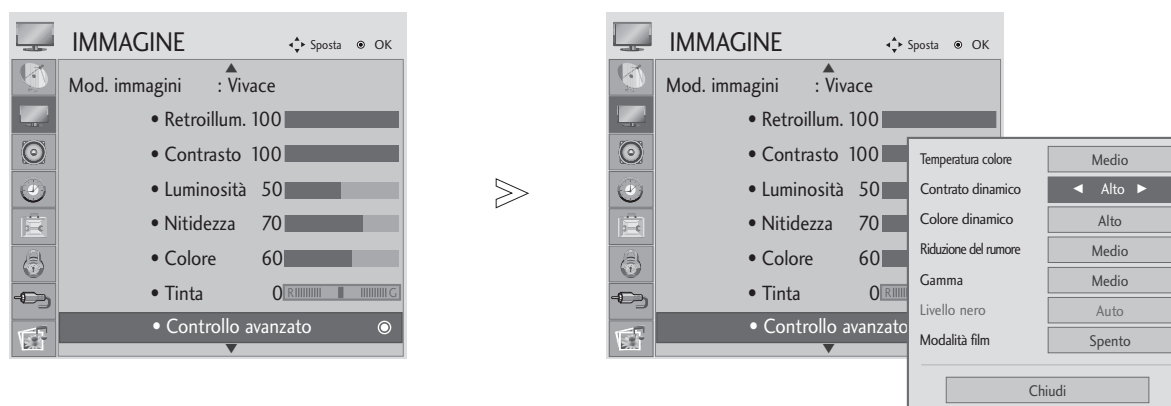 IMMAGINE Sposta OK
Mod. immagini : Vivace
• Retroillum. 100
• Contrasto 100
• Luminosità 50
• Nitidezza 70
• Colore 60
• Tinta 0 R G
• Controllo avanzato
>
IMMAGINE Sposta OK
Mod. immagini : Vivace
• Retroillum. 100
• Contrasto 100
• Luminosità 50
• Nitidezza 70
• Colore 60
• Tinta 0 R
• Controllo avanzato
Temperatura colore Medio
Contrato dinamico ◄ Alto ►
Colore dinamico Alto
Riduzione del rumore Medio
Gamma Medio
Livello nero Auto
Modalità film Spento
Chiudi